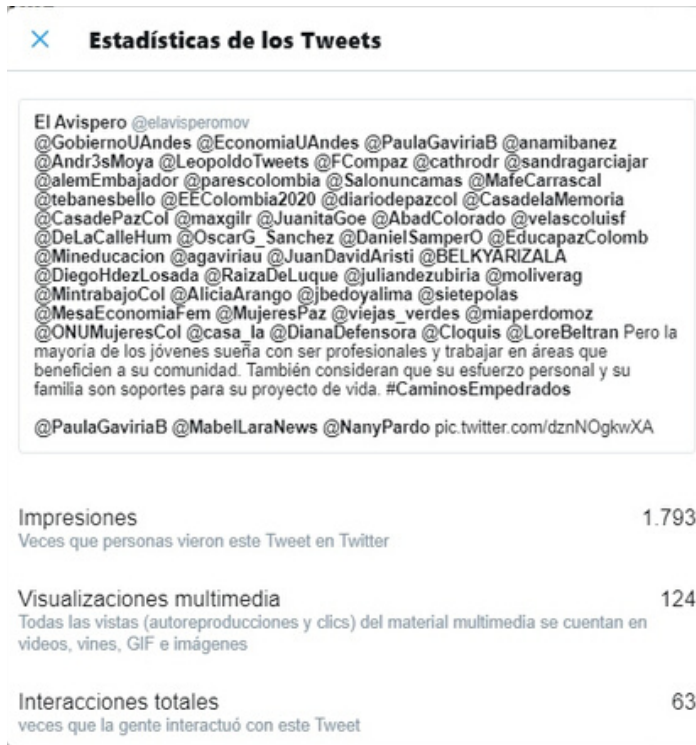 Estadísticas de los Tweets
El Avispero @elavisperomov
@GobiernoUAndes @EconomiaUAndes @PaulaGaviriaB @anamibanez
@Andr3sMoya @LeopoldoTweets @FCompaz @cathrodr @sandragarciajar
@alemEmbajador @parescolombia @Salonuncamas @MafeCarrascal
@tebanesbello @EEColombia2020 @diariodepazcol @CasadelaMemoria
@CasadePazCol @maxgilr @JuanitaGoe @AbadColorado @velascoluisf
@DeLaCalleHum @OscarG_Sanchez @DanielSamperO @EducapazColomb
@Mineducacion @agaviriau @JuanDavidAristi @BELKYARIZALA
@DiegoHdezLosada @RaizaDeLuque @juliandezubiria @moliverag
@MintrabajoCol @AliciaArango @jbedoyalima @sietepolas
@MesaEconomiaFem @MujeresPaz @viejas_verdes @miaperdomoz
@ONUMujeresCol @casa_la @DianaDefensora @Cloquis @LoreBeltran Pero la
mayoría de los jóvenes sueña con ser profesionales y trabajar en áreas que
beneficien a su comunidad. También consideran que su esfuerzo personal y su
familia son soportes para su proyecto de vida. #CaminosEmpedrados
@PaulaGaviriaB @MabelLaraNews @NanyPardo pic.twitter.com/dznNOgkwXA
Impresiones 1.793
Veces que personas vieron este Tweet en Twitter
Visualizaciones multimedia 124
Todas las vistas (autoreproducciones y clics) del material multimedia se cuentan en
videos, vines, GIF e imágenes
Interacciones totales 63
veces que la gente interactuó con este Tweet